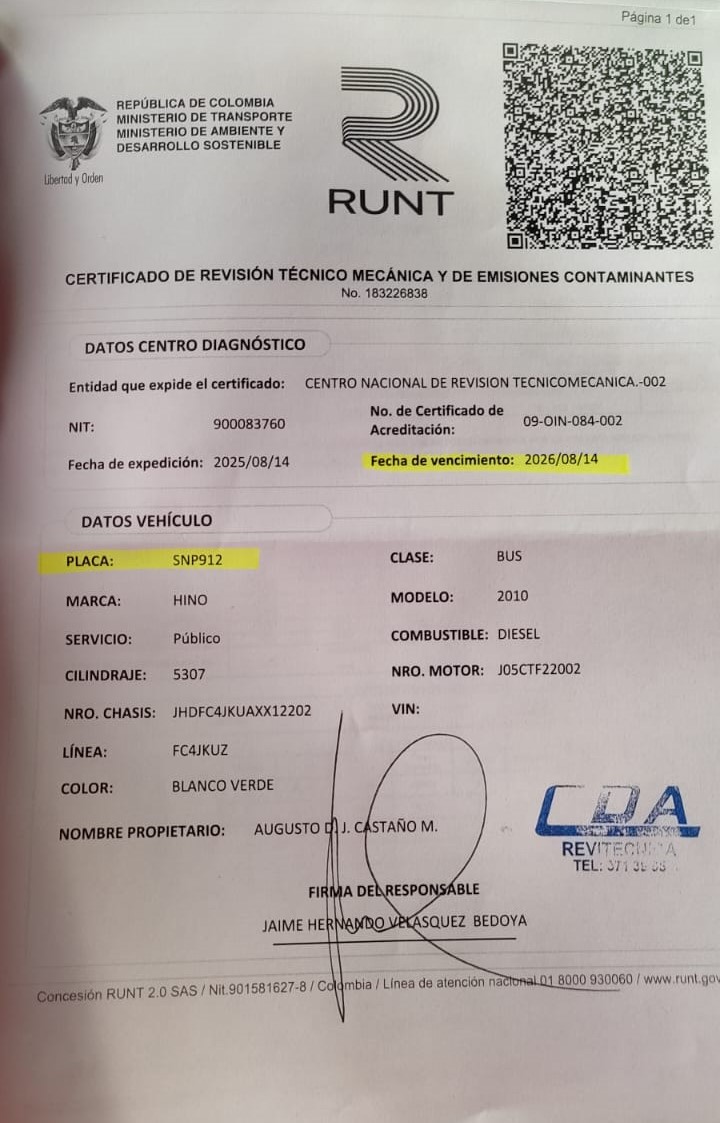 Página 1 de1
REPÚBLICA DE COLOMBIA
MINISTERIO DE TRANSPORTE
MINISTERIO DE AMBIENTE Y
DESARROLLO SOSTENIBLE
Libertad y Orden
RUNT
CERTIFICADO DE REVISIÓN TÉCNICO MECÁNICA Y DE EMISIONES CONTAMINANTES
No. 183226838
DATOS CENTRO DIAGNÓSTICO
Entidad que expide el certificado: CENTRO NACIONAL DE REVISION TECNICOMECANICA.-002
NIT: 900083760
No. de Certificado de
Acreditación: 09-OIN-084-002
Fecha de expedición: 2025/08/14 Fecha de vencimiento: 2026/08/14
DATOS VEHÍCULO
PLACA: SNP912 CLASE: BUS
MARCA: HINO MODELO: 2010
SERVICIO: Público COMBUSTIBLE: DIESEL
CILINDRAJE: 5307 NRO. MOTOR: J05CTF22002
NRO. CHASIS: JHDFC4JKUAXX12202 VIN:
LÍNEA: FC4JKUZ
COLOR: BLANCO VERDE
NOMBRE PROPIETARIO: AUGUSTO D J. CASTAÑO M.
CDA
TEL: 371
FIRMA DEL RESPONSABLE
JAIME HERNANDO VELASQUEZ BEDOYA
Concesión RUNT 2.0 SAS / Nit.901581627-8 / Colombia / Línea de atención nacional 01 8000 930060 / www.runt.gov